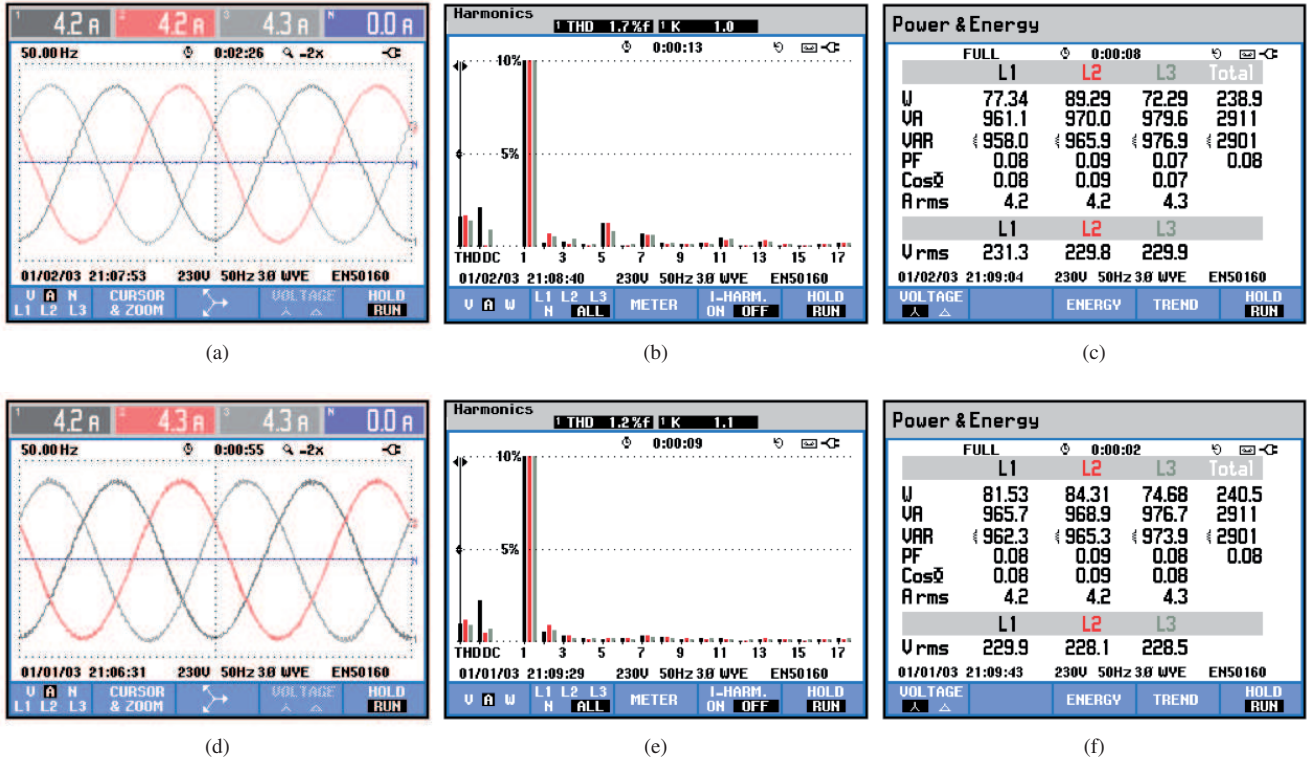 1 4.2 A 2 4.2 A 3 4.3 A N 0.0 A
50.00 Hz 0:02:26 -2x
N
1
01/02/03 21:07:53 230V 50Hz 3Ø WYE EN50160
V A N CURSOR VOLTAGE HOLD
L1 L2 L3 & ZOOM RUN
(a)
Harmonics
1 THD 1.7%f 1 K 1.0
0:00:13
10%
5%
THD DC 1 3 5 7 9 11 13 15 17
01/02/03 21:08:40 230V 50Hz 3Ø WYE EN50160
V A W L1 L2 L3 METER I-HARM. HOLD
N ALL ON OFF RUN
(b)
Power & Energy
FULL 0:00:08
L1 L2 L3 Total
W 77.34 89.29 72.29 238.9
VA 961.1 970.0 979.6 2911
VAR 958.0 965.9 976.9 2901
PF 0.08 0.09 0.07 0.08
CosΦ 0.08 0.09 0.07
A rms 4.2 4.2 4.3
L1 L2 L3
V rms 231.3 229.8 229.9
01/02/03 21:09:04 230V 50Hz 3Ø WYE EN50160
VOLTAGE ENERGY TREND HOLD
RUN
(c)
1 4.2 A 2 4.3 A 3 4.3 A N 0.0 A
50.00 Hz 0:00:55 -2x
N
1
01/01/03 21:06:31 230V 50Hz 3Ø WYE EN50160
V A N CURSOR VOLTAGE HOLD
L1 L2 L3 & ZOOM RUN
(d)
Harmonics
1 THD 1.2%f 1 K 1.1
0:00:09
10%
5%
THD DC 1 3 5 7 9 11 13 15 17
01/01/03 21:09:29 230V 50Hz 3Ø WYE EN50160
V A W L1 L2 L3 METER I-HARM. HOLD
N ALL ON OFF RUN
(e)
Power & Energy
FULL 0:00:02
L1 L2 L3 Total
W 81.53 84.31 74.68 240.5
VA 965.7 968.9 976.7 2911
VAR 962.3 965.3 973.9 2901
PF 0.08 0.09 0.08 0.08
CosΦ 0.08 0.09 0.08
A rms 4.2 4.2 4.3
L1 L2 L3
V rms 229.9 228.1 228.5
01/01/03 21:09:43 230V 50Hz 3Ø WYE EN50160
VOLTAGE ENERGY TREND HOLD
RUN
(f)